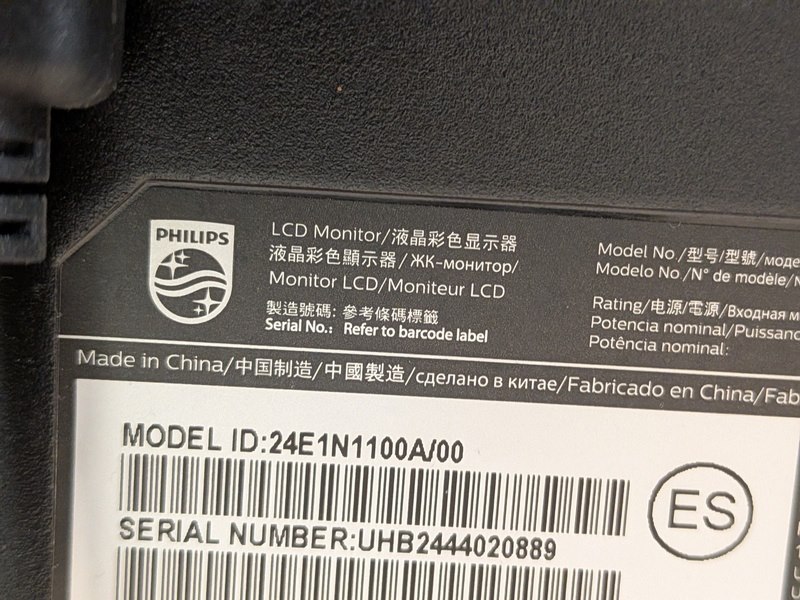 PHILIPS
LCD Monitor/液晶彩色显示器
液晶彩色顯示器/ЖК-монитор/
Monitor LCD/Moniteur LCD
製造號碼: 參考條碼標籤
Serial No.: Refer to barcode label
Model No./型号/型號/моде
Modelo No./N° de modèle/N
Rating/电源/電源/Входная м
Potencia nominal/Puissanc
Potência nominal:
Made in China/中国制造/中國製造/сделано в китае/Fabricado en China/Fab
MODEL ID:24E1N1100A/00
SERIAL NUMBER:UHB2444020889
ES